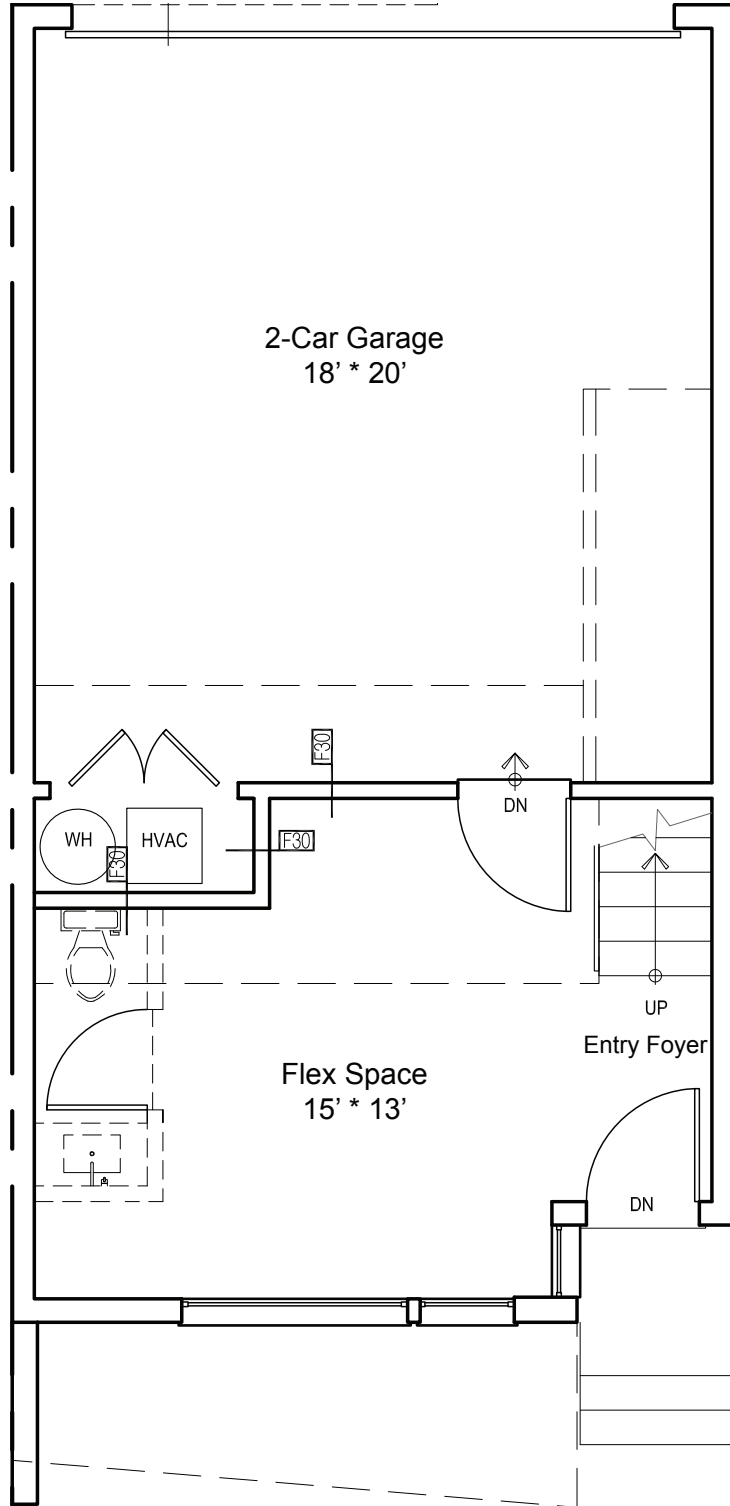 2-Car Garage
18’ * 20’
F30
DN
WH
HVAC
F30
F30
UP
Entry Foyer
Flex Space
15’ * 13’
DN